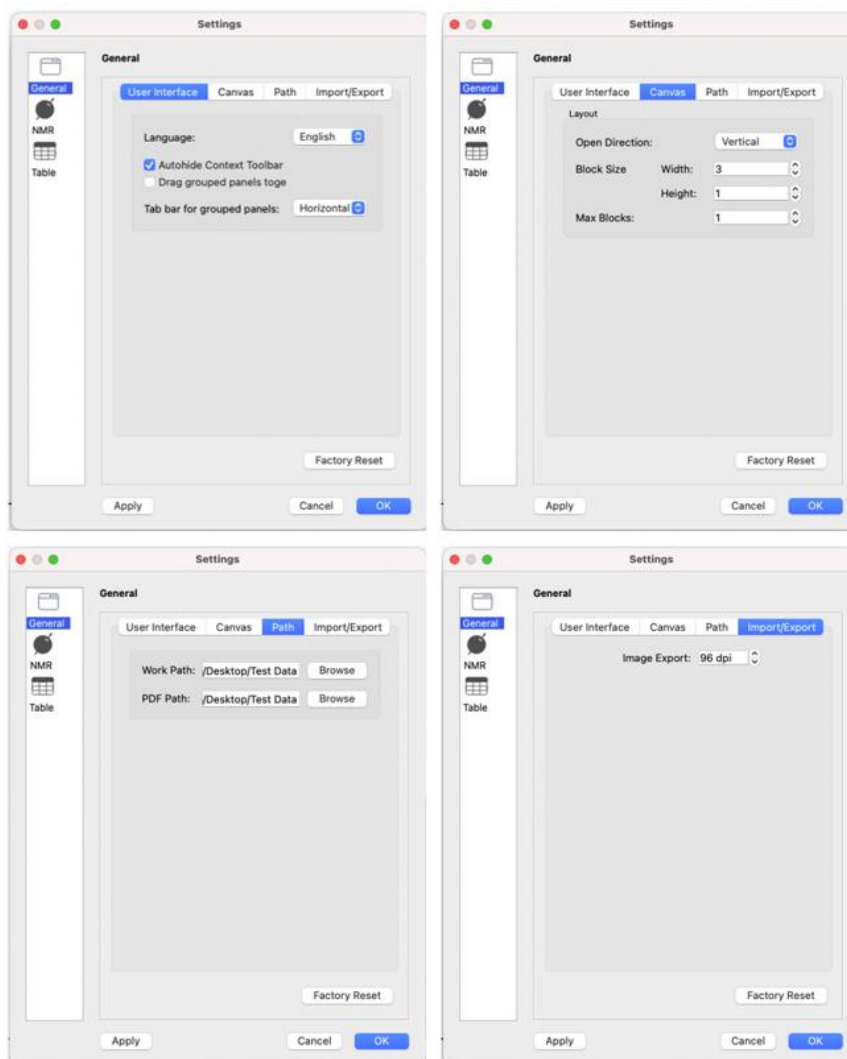 Settings
General
General
NMR
Table
User Interface Canvas Path Import/Export
Language: English
Autohide Context Toolbar
Drag grouped panels toge
Tab bar for grouped panels: Horizontal
Factory Reset
Apply Cancel OK
Settings
General
General
NMR
Table
User Interface Canvas Path Import/Export
Layout
Open Direction: Vertical
Block Size Width: 3
Height: 1
Max Blocks: 1
Factory Reset
Apply Cancel OK
Settings
General
General
NMR
Table
User Interface Canvas Path Import/Export
Work Path: /Desktop/Test Data Browse
PDF Path: /Desktop/Test Data Browse
Factory Reset
Apply Cancel OK
Settings
General
General
NMR
Table
User Interface Canvas Path Import/Export
Image Export: 96 dpi
Factory Reset
Apply Cancel OK